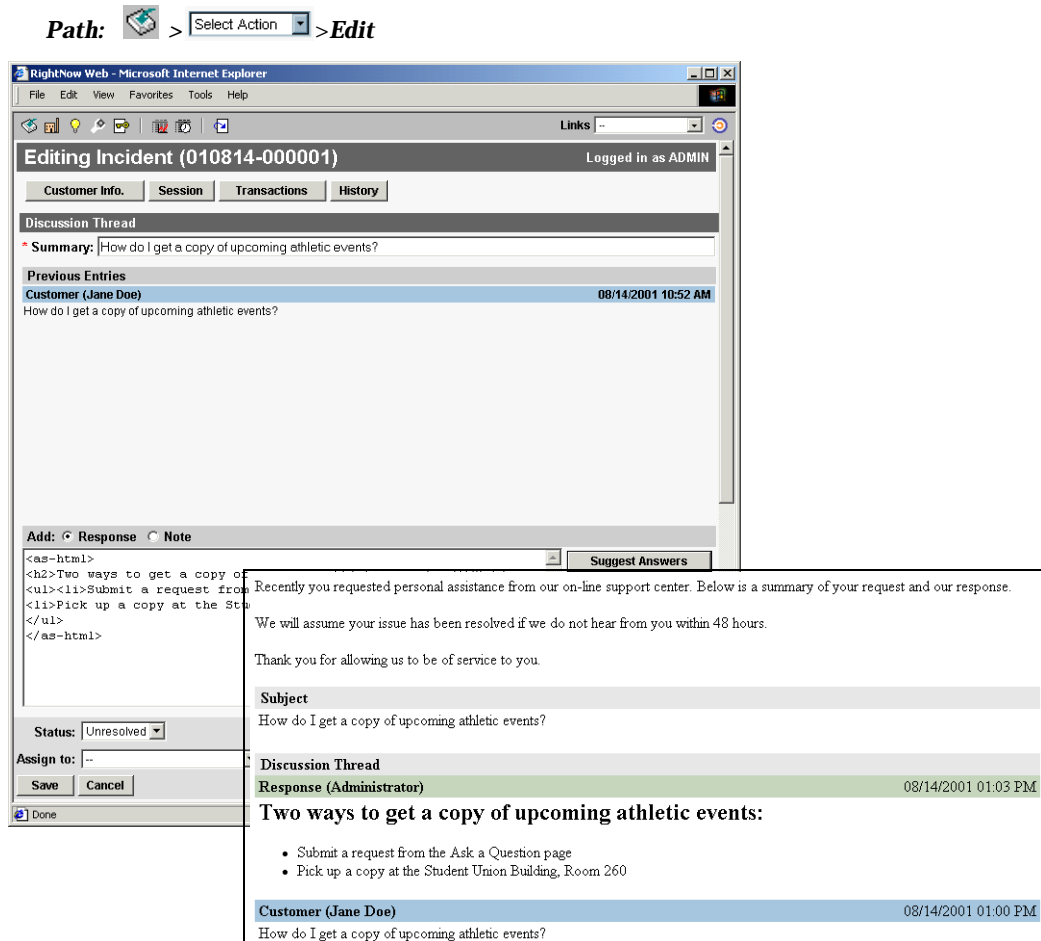 Path: > Select Action >Edit
RightNow Web - Microsoft Internet Explorer
File Edit View Favorites Tools Help
Links --
Editing Incident (010814-000001) Logged in as ADMIN
Customer Info. Session Transactions History
Discussion Thread
* Summary: How do I get a copy of upcoming athletic events?
Previous Entries
Customer (Jane Doe) 08/14/2001 10:52 AM
How do I get a copy of upcoming athletic events?
Add: Response Note
<as-html>
Suggest Answers
<h2>Two ways to get a copy of
<ul><li>Submit a request from
<li>Pick up a copy at the Stu
</ul>
</as-html>
Status: Unresolved
Assign to: --
Save Cancel
Done
Recently you requested personal assistance from our on-line support center. Below is a summary of your request and our response.
We will assume your issue has been resolved if we do not hear from you within 48 hours.
Thank you for allowing us to be of service to you.
Subject
How do I get a copy of upcoming athletic events?
Discussion Thread
Response (Administrator) 08/14/2001 01:03 PM
Two ways to get a copy of upcoming athletic events:
• Submit a request from the Ask a Question page
• Pick up a copy at the Student Union Building, Room 260
Customer (Jane Doe) 08/14/2001 01:00 PM
How do I get a copy of upcoming athletic events?